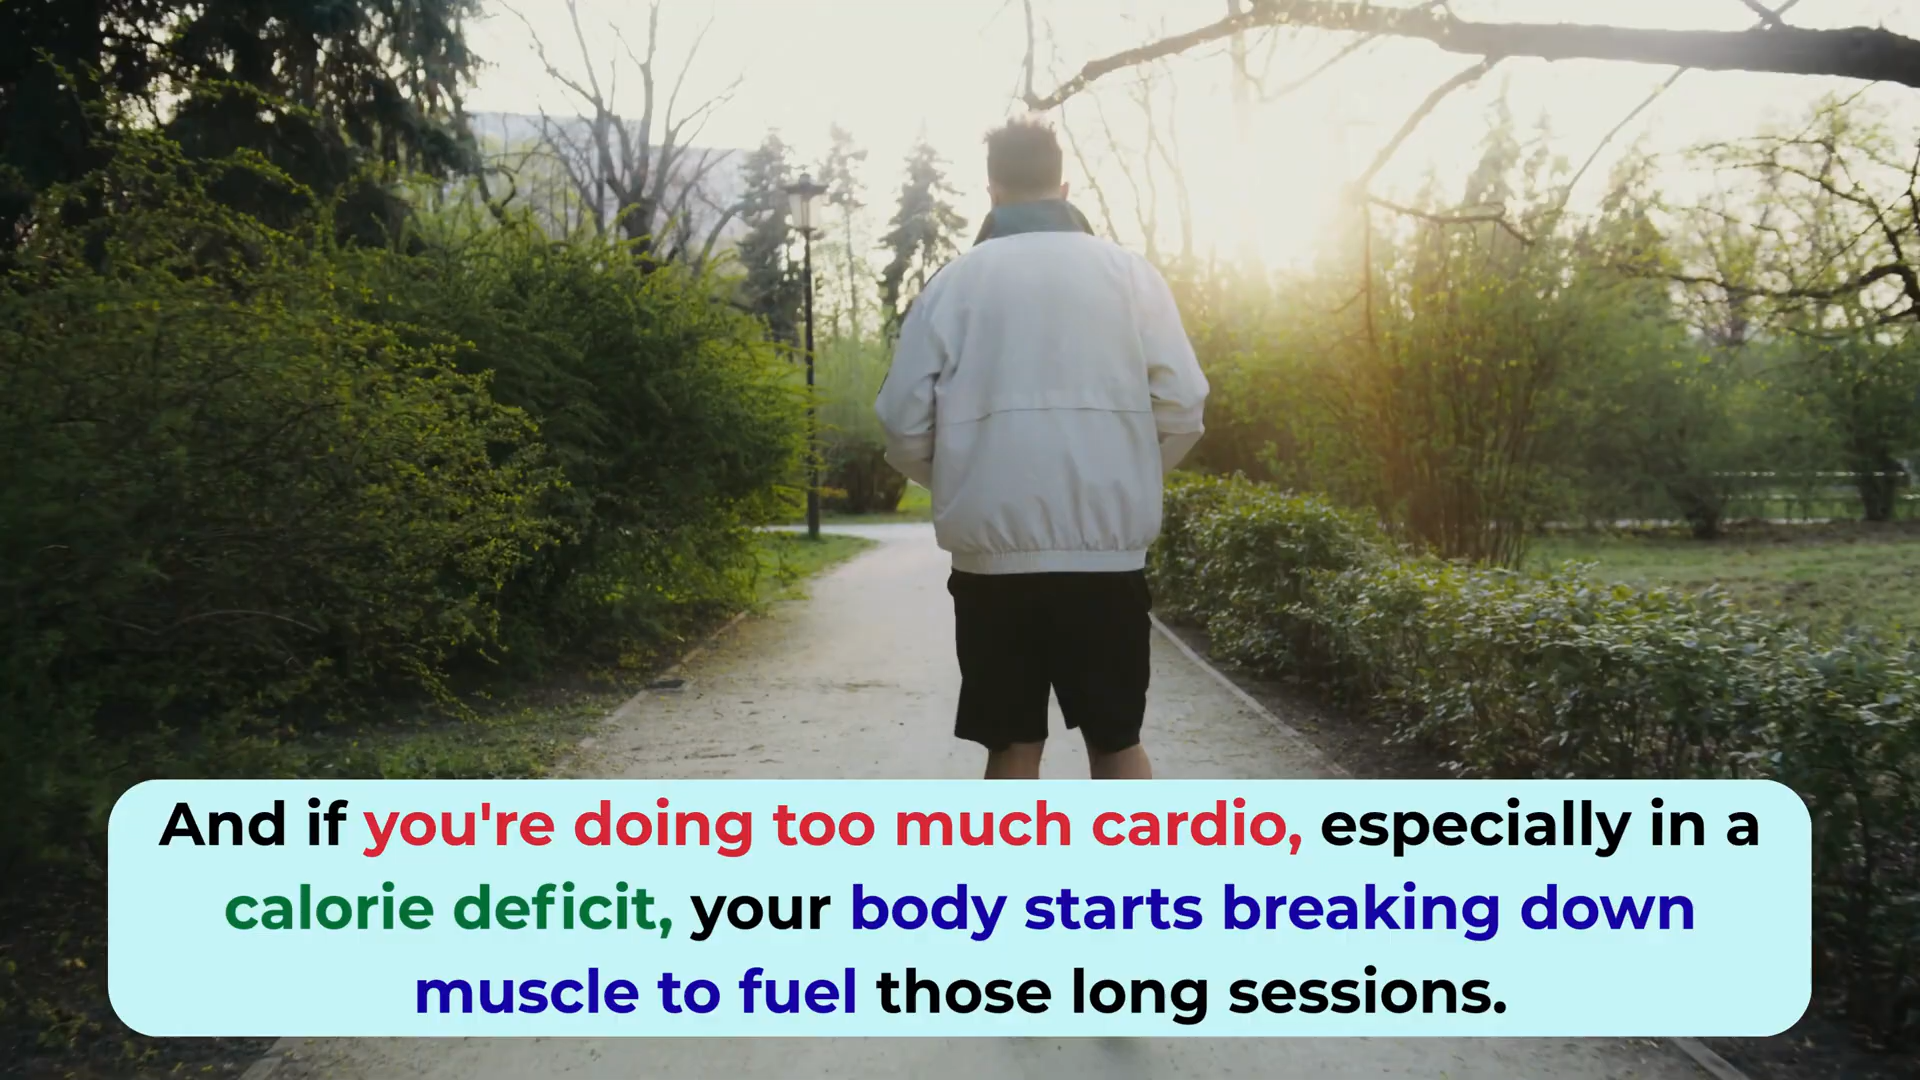 And if you're doing too much cardio, especially in a
calorie deficit, your body starts breaking down
muscle to fuel those long sessions.